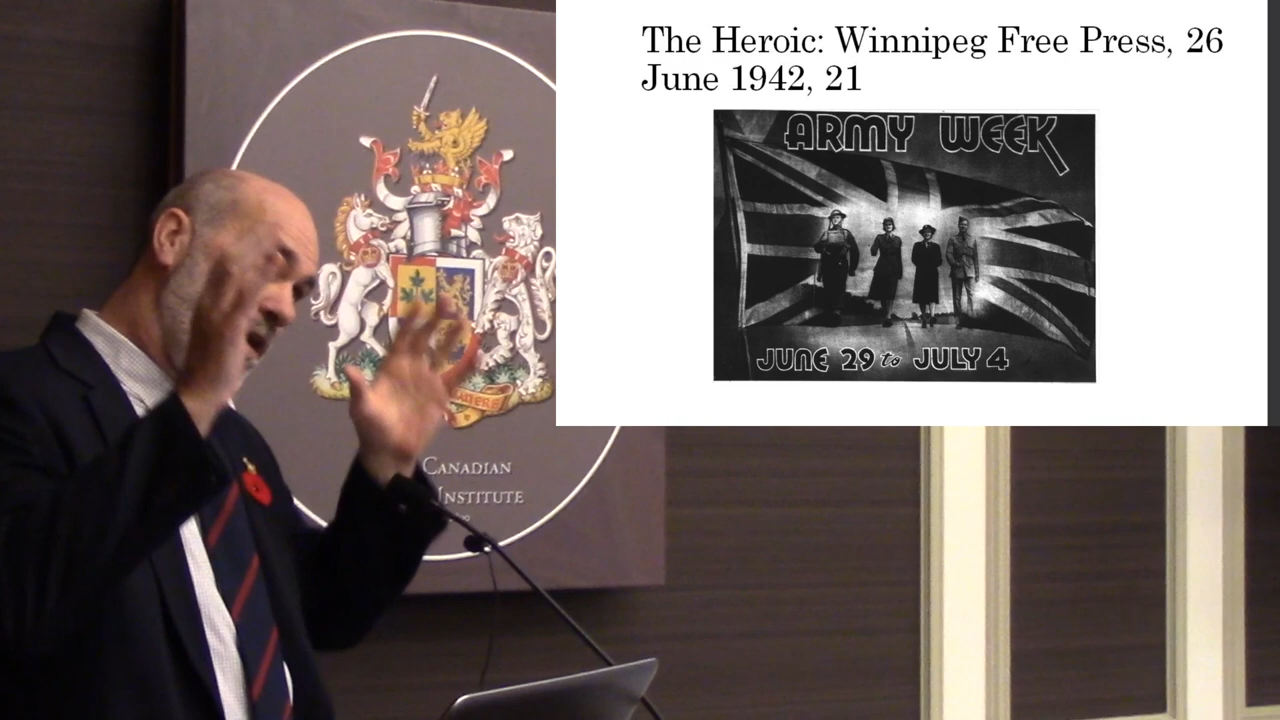 The Heroic: Winnipeg Free Press, 26
June 1942, 21
ARMY WEEK
JUNE 29 to JULY 4
CANADIAN
INSTITUTE